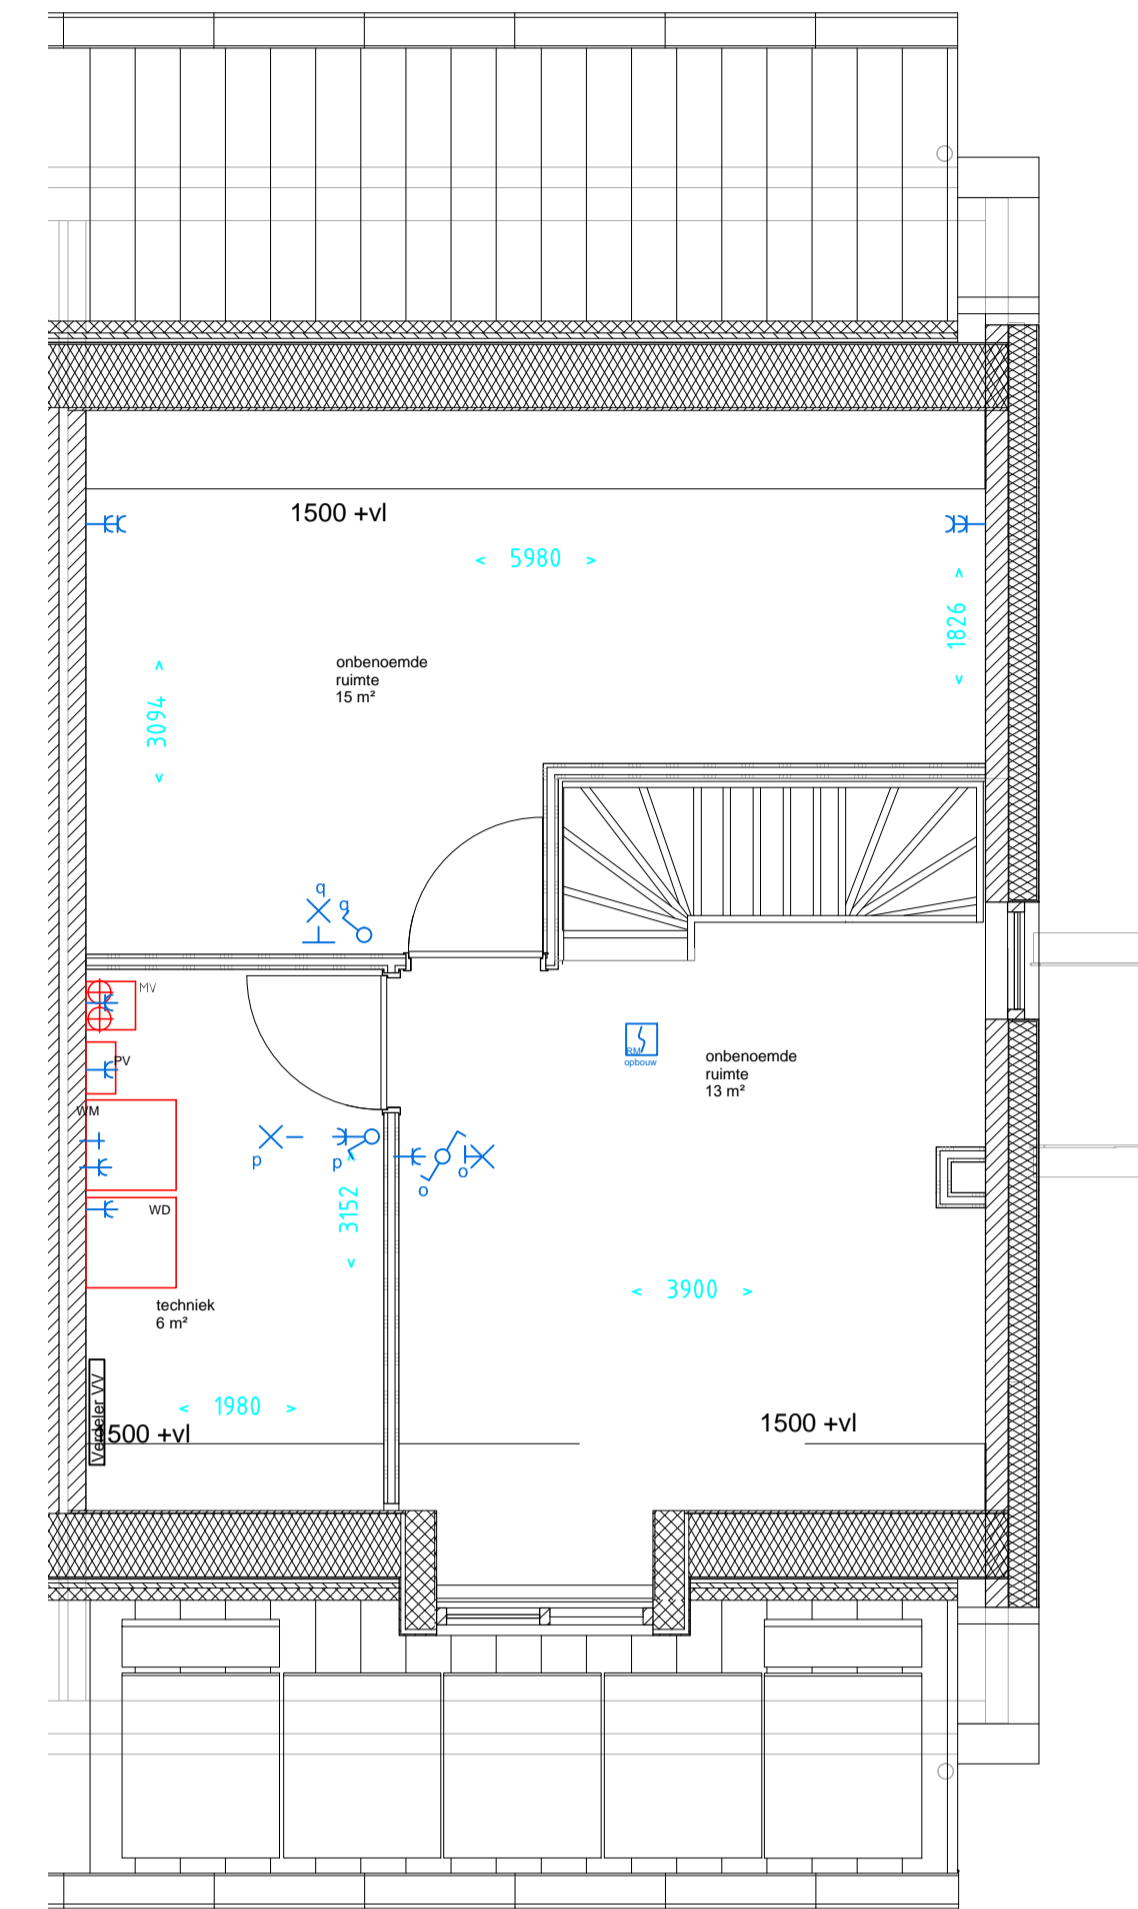 1500 +vl
< 5980 >
< 1826 >
onbenoemde
ruimte
15 m²
< 3094 >
q
q
MV
PV
RM
opbouw
onbenoemde
ruimte
13 m²
WM
p
p
o
o
< 3152 >
WD
< 3900 >
techniek
6 m²
Verdeler VV
< 1980 >
1500 +vl
500 +vl